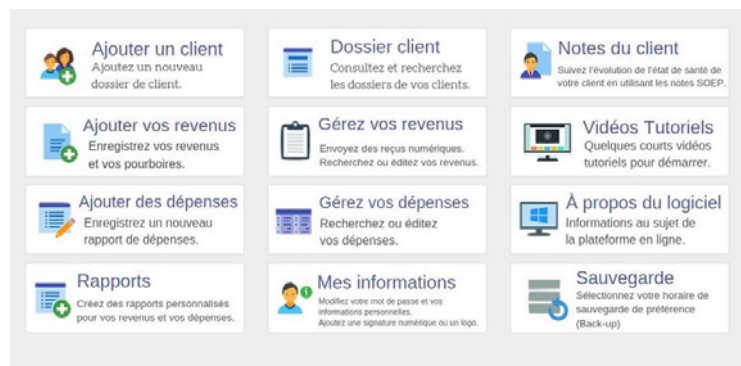 Ajouter un client
Ajoutez un nouveau
dossier de client.
Dossier client
Consultez et recherchez
les dossiers de vos clients.
Notes du client
Suivez l'évolution de l'état de santé de
votre client en utilisant les notes SOEP.
Ajouter vos revenus
Enregistrez vos revenus
et vos pourboires.
Gérez vos revenus
Envoyez des reçus numériques.
Recherchez ou éditez vos revenus.
Vidéos Tutoriels
Quelques courts vidéos
tutoriels pour démarrer.
Ajouter des dépenses
Enregistrez un nouveau
rapport de dépenses.
Gérez vos dépenses
Recherchez ou éditez
vos dépenses.
À propos du logiciel
Informations au sujet de
la plateforme en ligne.
Rapports
Créez des rapports personnalisés
pour vos revenus et vos dépenses.
Mes informations
Modifiez votre mot de passe et vos
informations personnelles.
Ajoutez une signature numérique ou un logo.
Sauvegarde
Sélectionnez votre horaire de
sauvegarde de préférence
(Back-up)